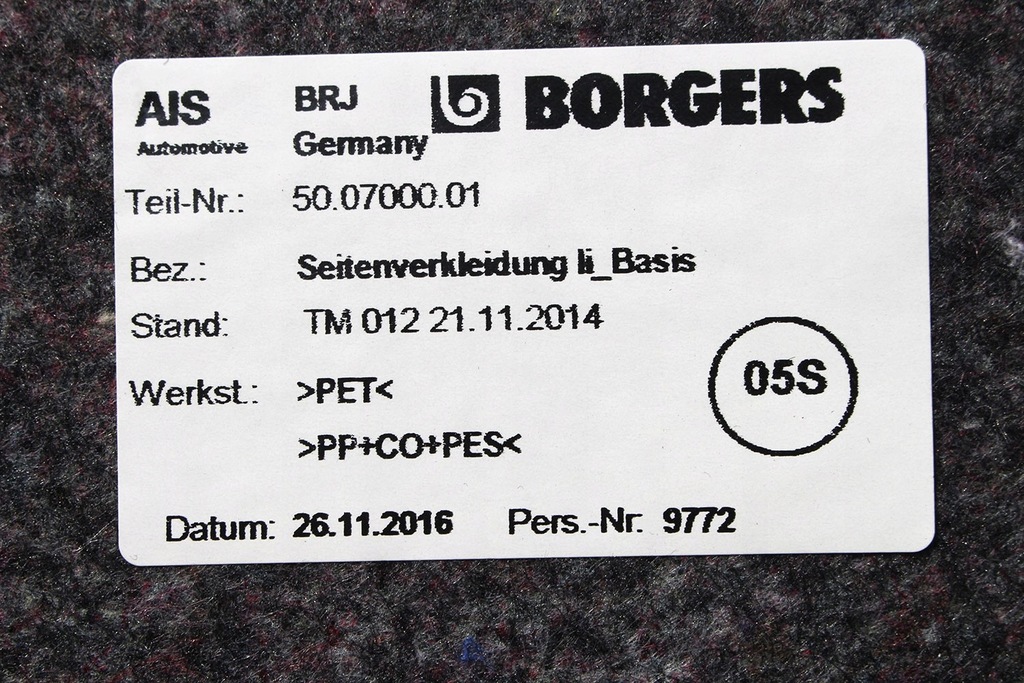 AIS BRJ BORGERS
Automotive Germany
Teil-Nr.: 50.07000.01
Bez.: Seitenverkleidung li_Basis
Stand: TM 012 21.11.2014
Werkst.: >PET<
05S
>PP+CO+PES<
Datum: 26.11.2016 Pers.-Nr: 9772